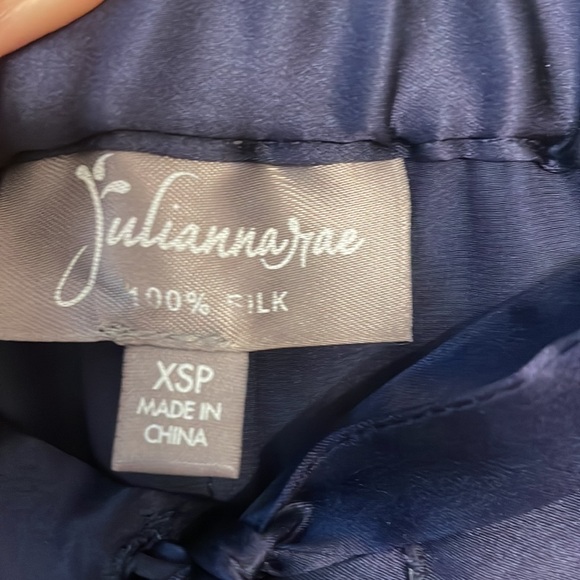 Juliannarae
100% SILK
XSP
MADE IN
CHINA